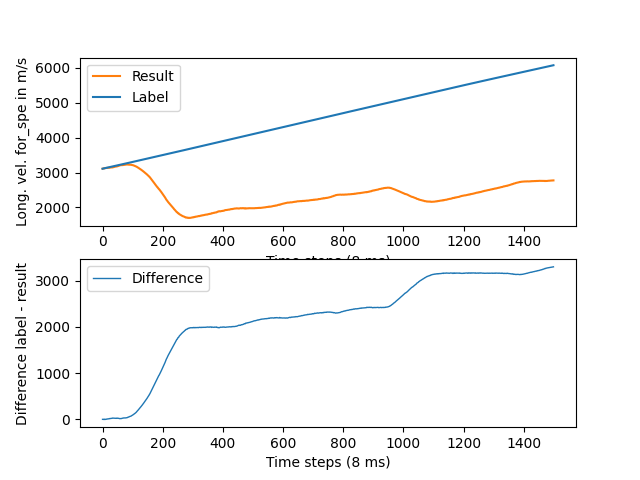 Long. vel. for_spe in m/s
6000
5000
4000
3000
2000
Result
Label
0 200 400 600 800 1000 1200 1400
Time steps (8 ms)
Difference label - result
3000
2000
1000
0
Difference
0 200 400 600 800 1000 1200 1400
Time steps (8 ms)